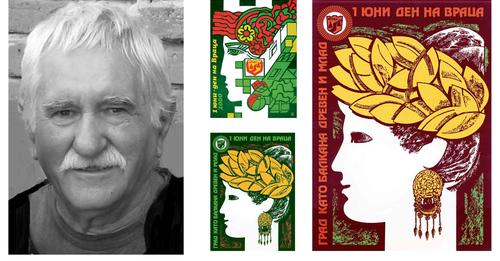 1 юни-ден на Враца
1 ЮНИ ДЕН НА ВРАЦА
ГРАД КАТО БАЛКАНА ДРЕВЕН И МЛАД
1 ЮНИ ДЕН НА ВРАЦА
ГРАД КАТО БАЛКАНА ДРЕВЕН И МЛАД